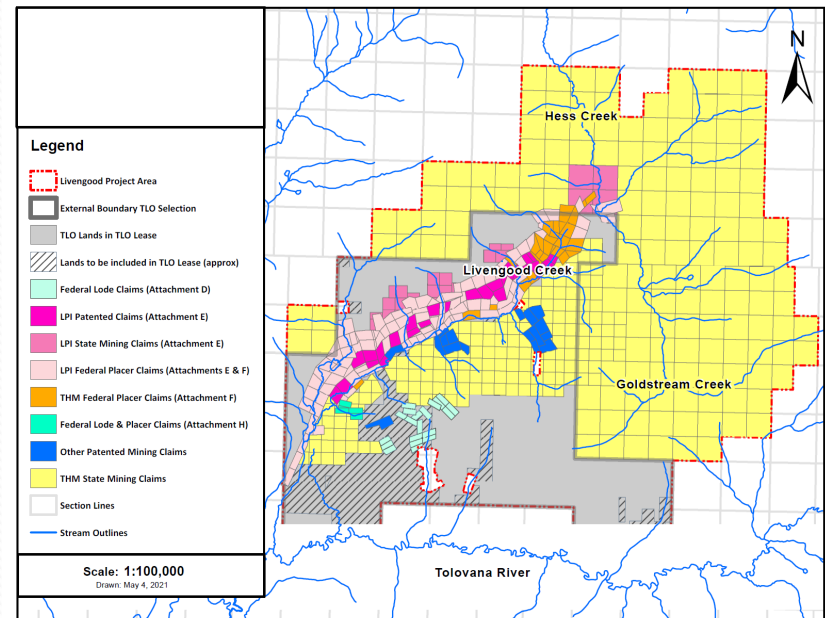 N
Hess Creek
Legend
Livengood Project Area
External Boundary TLO Selection
TLO Lands in TLO Lease
Lands to be included in TLO Lease (approx)
Federal Lode Claims (Attachment D)
LPI Patented Claims (Attachment E)
LPI State Mining Claims (Attachment E)
LPI Federal Placer Claims (Attachments E & F)
THM Federal Placer Claims (Attachment F)
Federal Lode & Placer Claims (Attachment H)
Other Patented Mining Claims
THM State Mining Claims
Section Lines
Stream Outlines
Livengood Creek
Goldstream Creek
Scale: 1:100,000
Drawn: May 4, 2021
Tolovana River